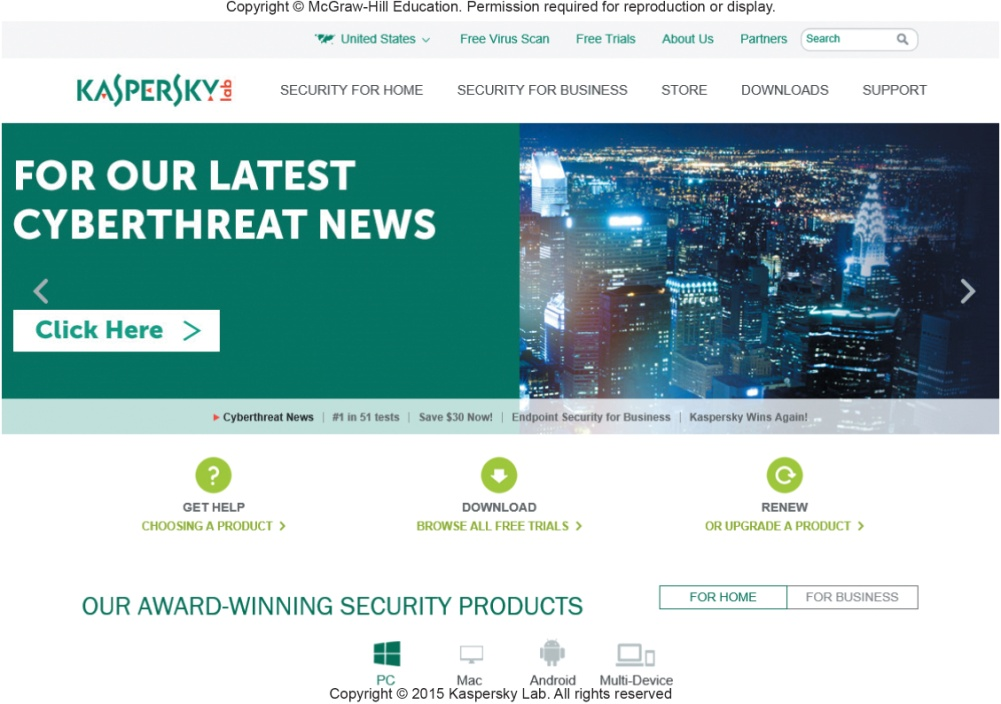 Copyright © McGraw-Hill Education. Permission required for reproduction or display.
United States Free Virus Scan Free Trials About Us Partners Search
KASPERSKY lab SECURITY FOR HOME SECURITY FOR BUSINESS STORE DOWNLOADS SUPPORT
FOR OUR LATEST
CYBERTHREAT NEWS
Click Here >
Cyberthreat News | #1 in 51 tests | Save $30 Now! | Endpoint Security for Business | Kaspersky Wins Again!
GET HELP DOWNLOAD RENEW
CHOOSING A PRODUCT > BROWSE ALL FREE TRIALS > OR UPGRADE A PRODUCT >
OUR AWARD-WINNING SECURITY PRODUCTS FOR HOME FOR BUSINESS
PC Mac Android Multi-Device
Copyright © 2015 Kaspersky Lab. All rights reserved